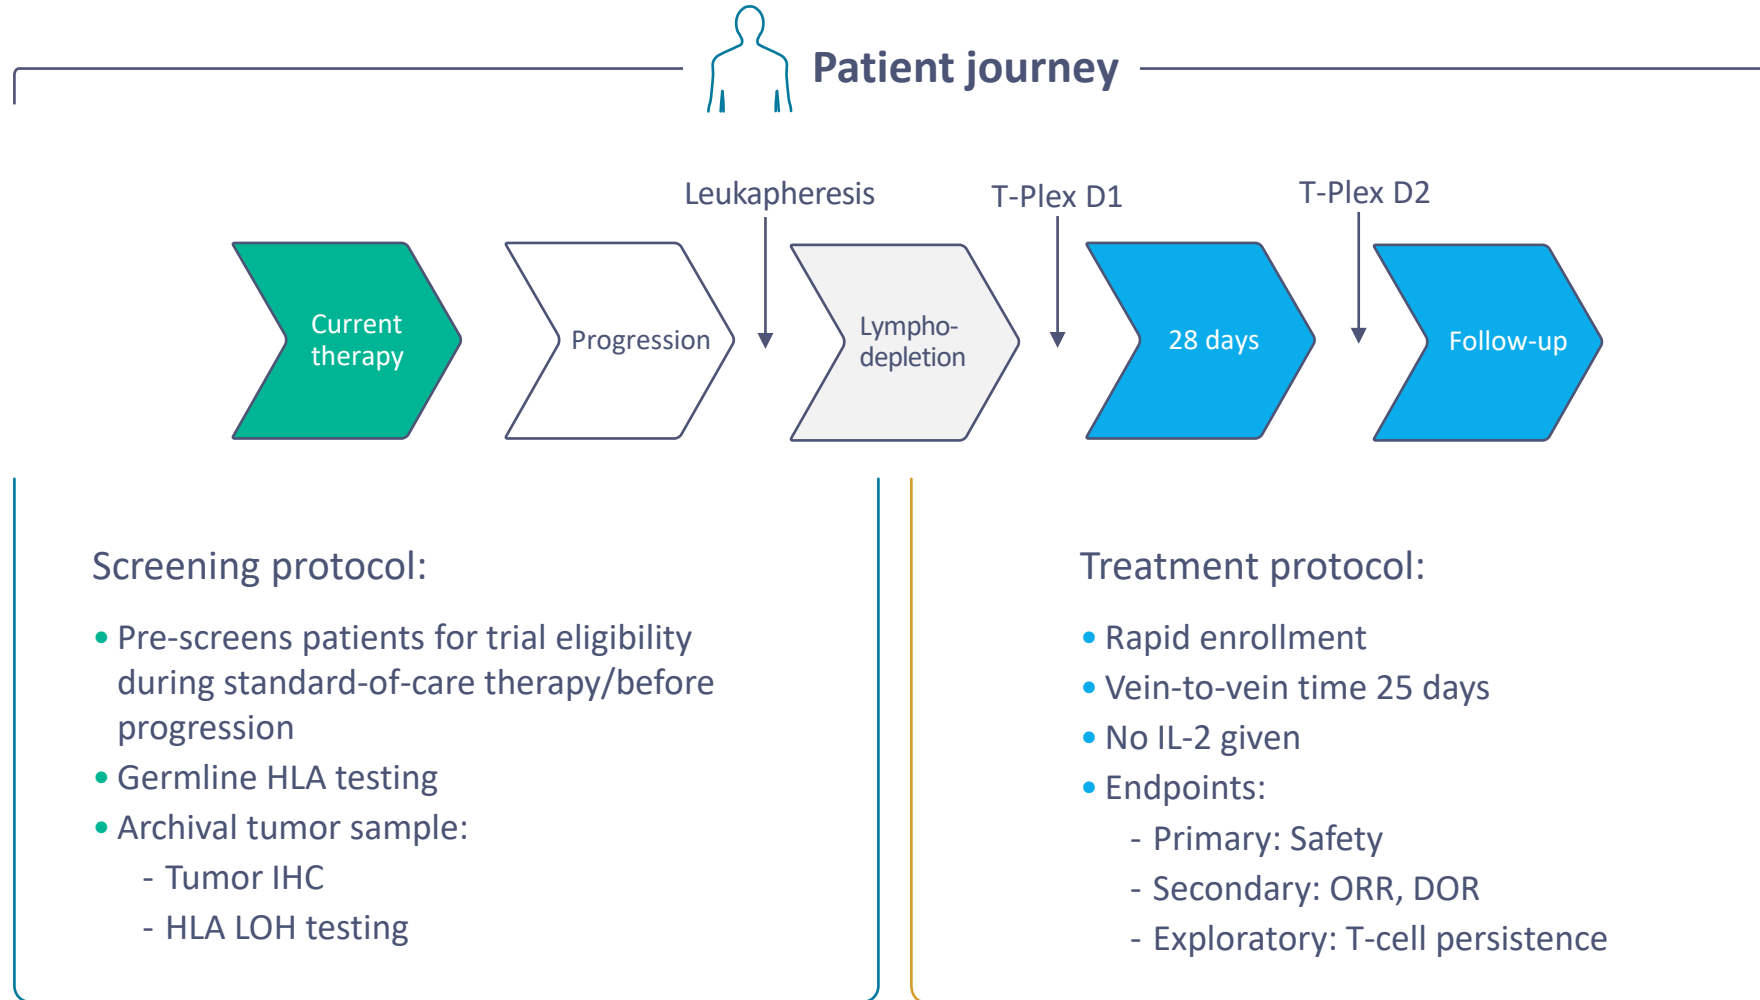 Patient journey
Leukapheresis
T-Plex D1
T-Plex D2
Current
therapy
Progression
Lympho-
depletion
28 days
Follow-up
Screening protocol:
• Pre-screens patients for trial eligibility
during standard-of-care therapy/before
progression
• Germline HLA testing
• Archival tumor sample:
- Tumor IHC
- HLA LOH testing
Treatment protocol:
• Rapid enrollment
• Vein-to-vein time 25 days
• No IL-2 given
• Endpoints:
- Primary: Safety
- Secondary: ORR, DOR
- Exploratory: T-cell persistence